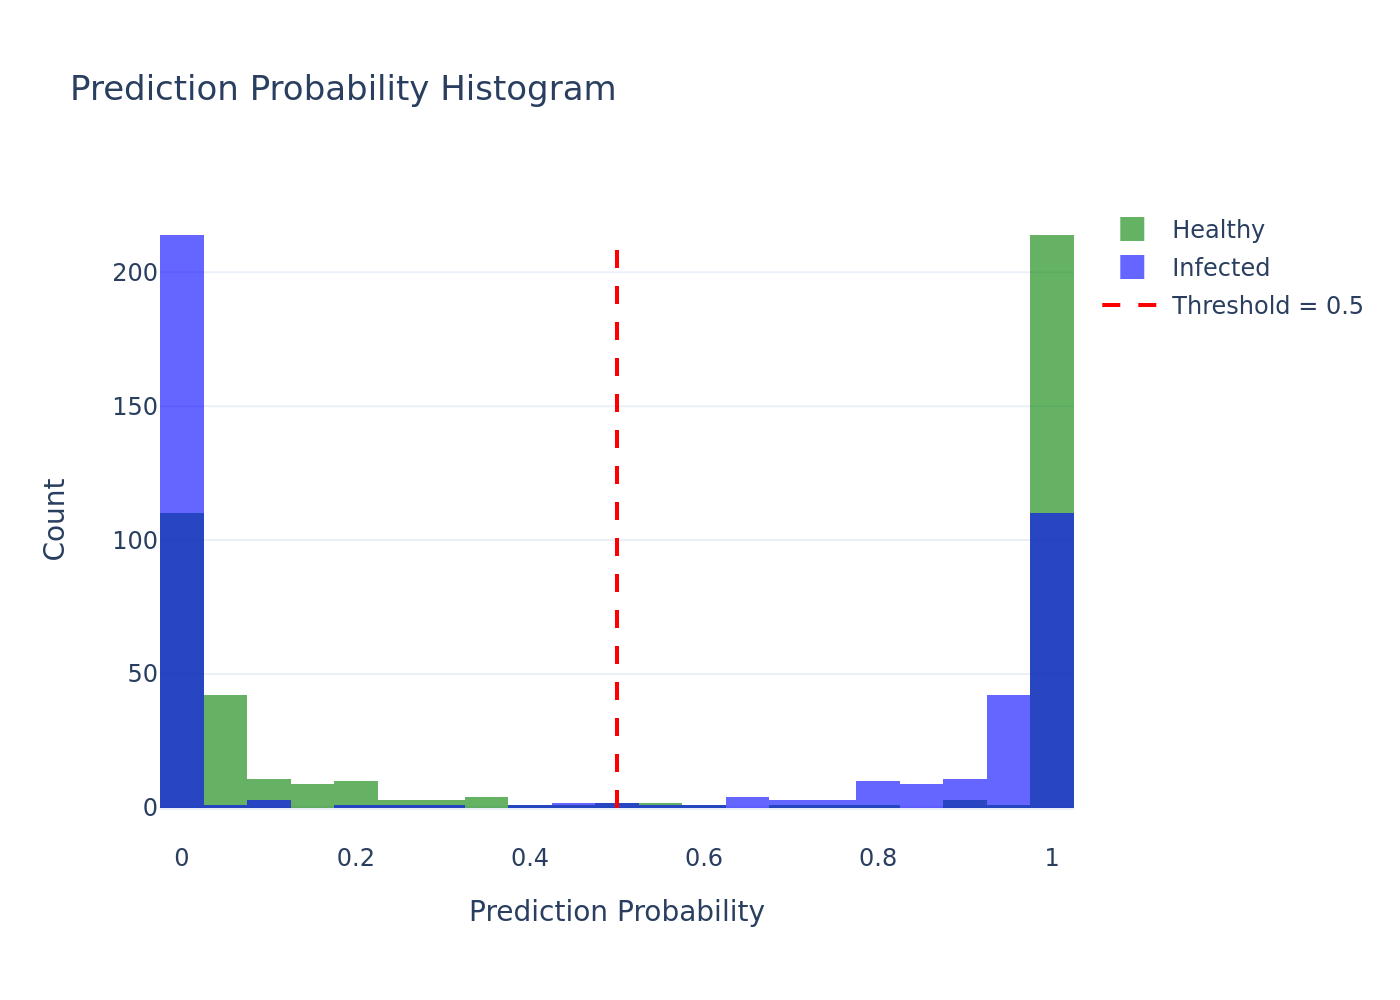 Prediction Probability Histogram
Healthy
Infected
Threshold = 0.5
200
150
100
50
0
Count
0 0.2 0.4 0.6 0.8 1
Prediction Probability